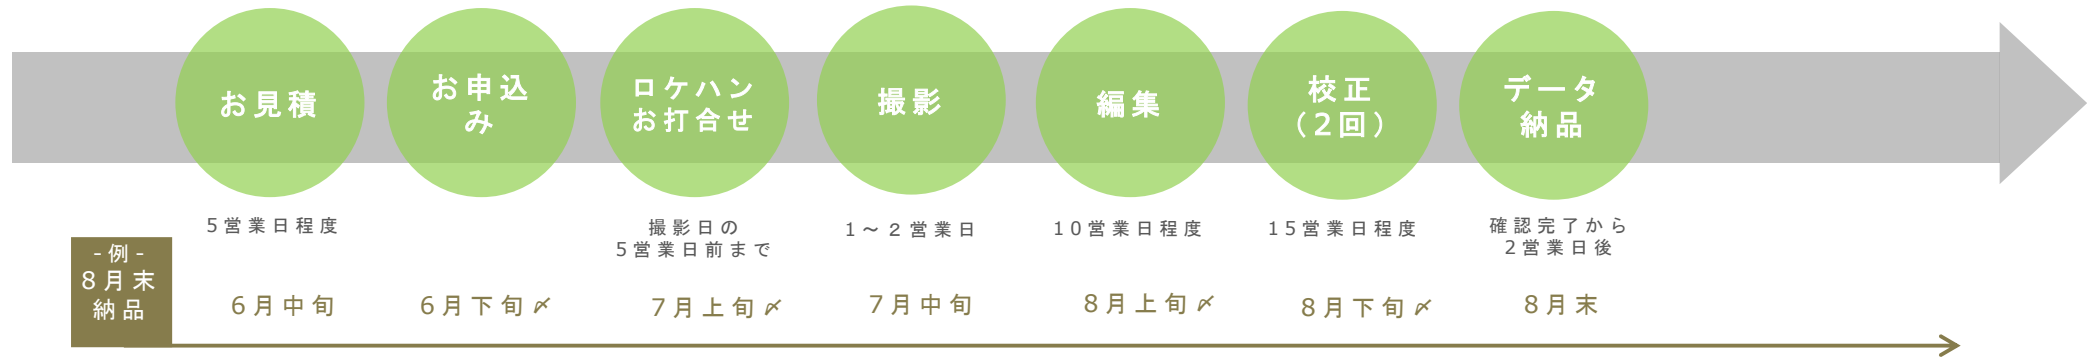 お見積
お申込
み
ロケハン
お打合せ
撮影
編集
校正
（2回）
データ
納品
5営業日程度
撮影日の
5営業日前まで
1～２営業日
10営業日程度
15営業日程度
確認完了から
2営業日後
-例-
8月末
納品
6月中旬
6月下旬〆
7月上旬〆
7月中旬
8月上旬〆
8月下旬〆
8月末